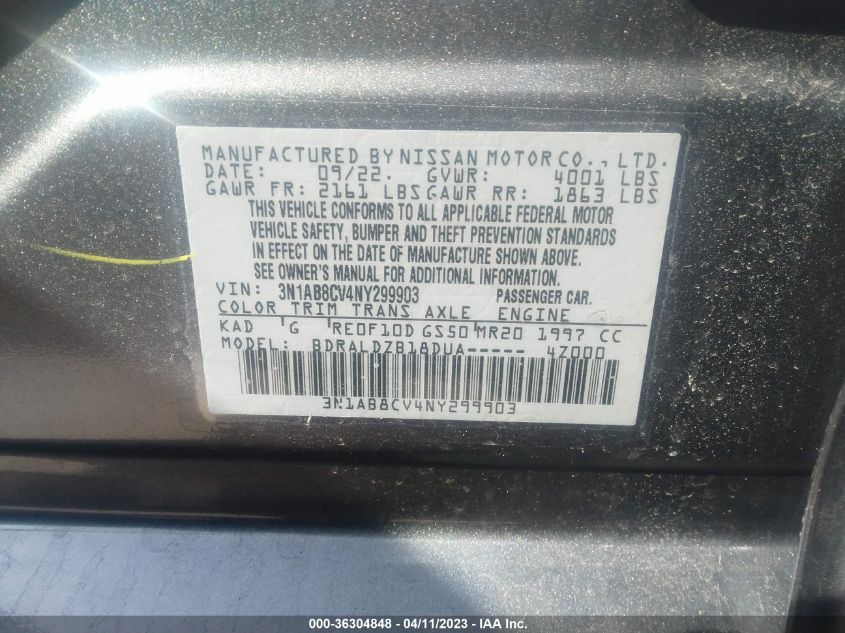 MANUFACTURED BY NISSAN MOTOR CO., LTD.
DATE: 09/22. GVWR: 4001 LBS
GAWR FR: 2161 LBS GAWR RR: 1863 LBS
THIS VEHICLE CONFORMS TO ALL APPLICABLE FEDERAL MOTOR
VEHICLE SAFETY, BUMPER AND THEFT PREVENTION STANDARDS
IN EFFECT ON THE DATE OF MANUFACTURE SHOWN ABOVE.
SEE OWNER'S MANUAL FOR ADDITIONAL INFORMATION.
VIN: 3N1AB8CV4NY299903 PASSENGER CAR.
COLOR TRIM TRANS AXLE ENGINE
KAD G RE0F10D GS50 MR20 1997 CC
MODEL: BDRALDZB18DUA----- 4Z000
3N1AB8CV4NY299903
000-36304848 - 04/11/2023 - IAA Inc.